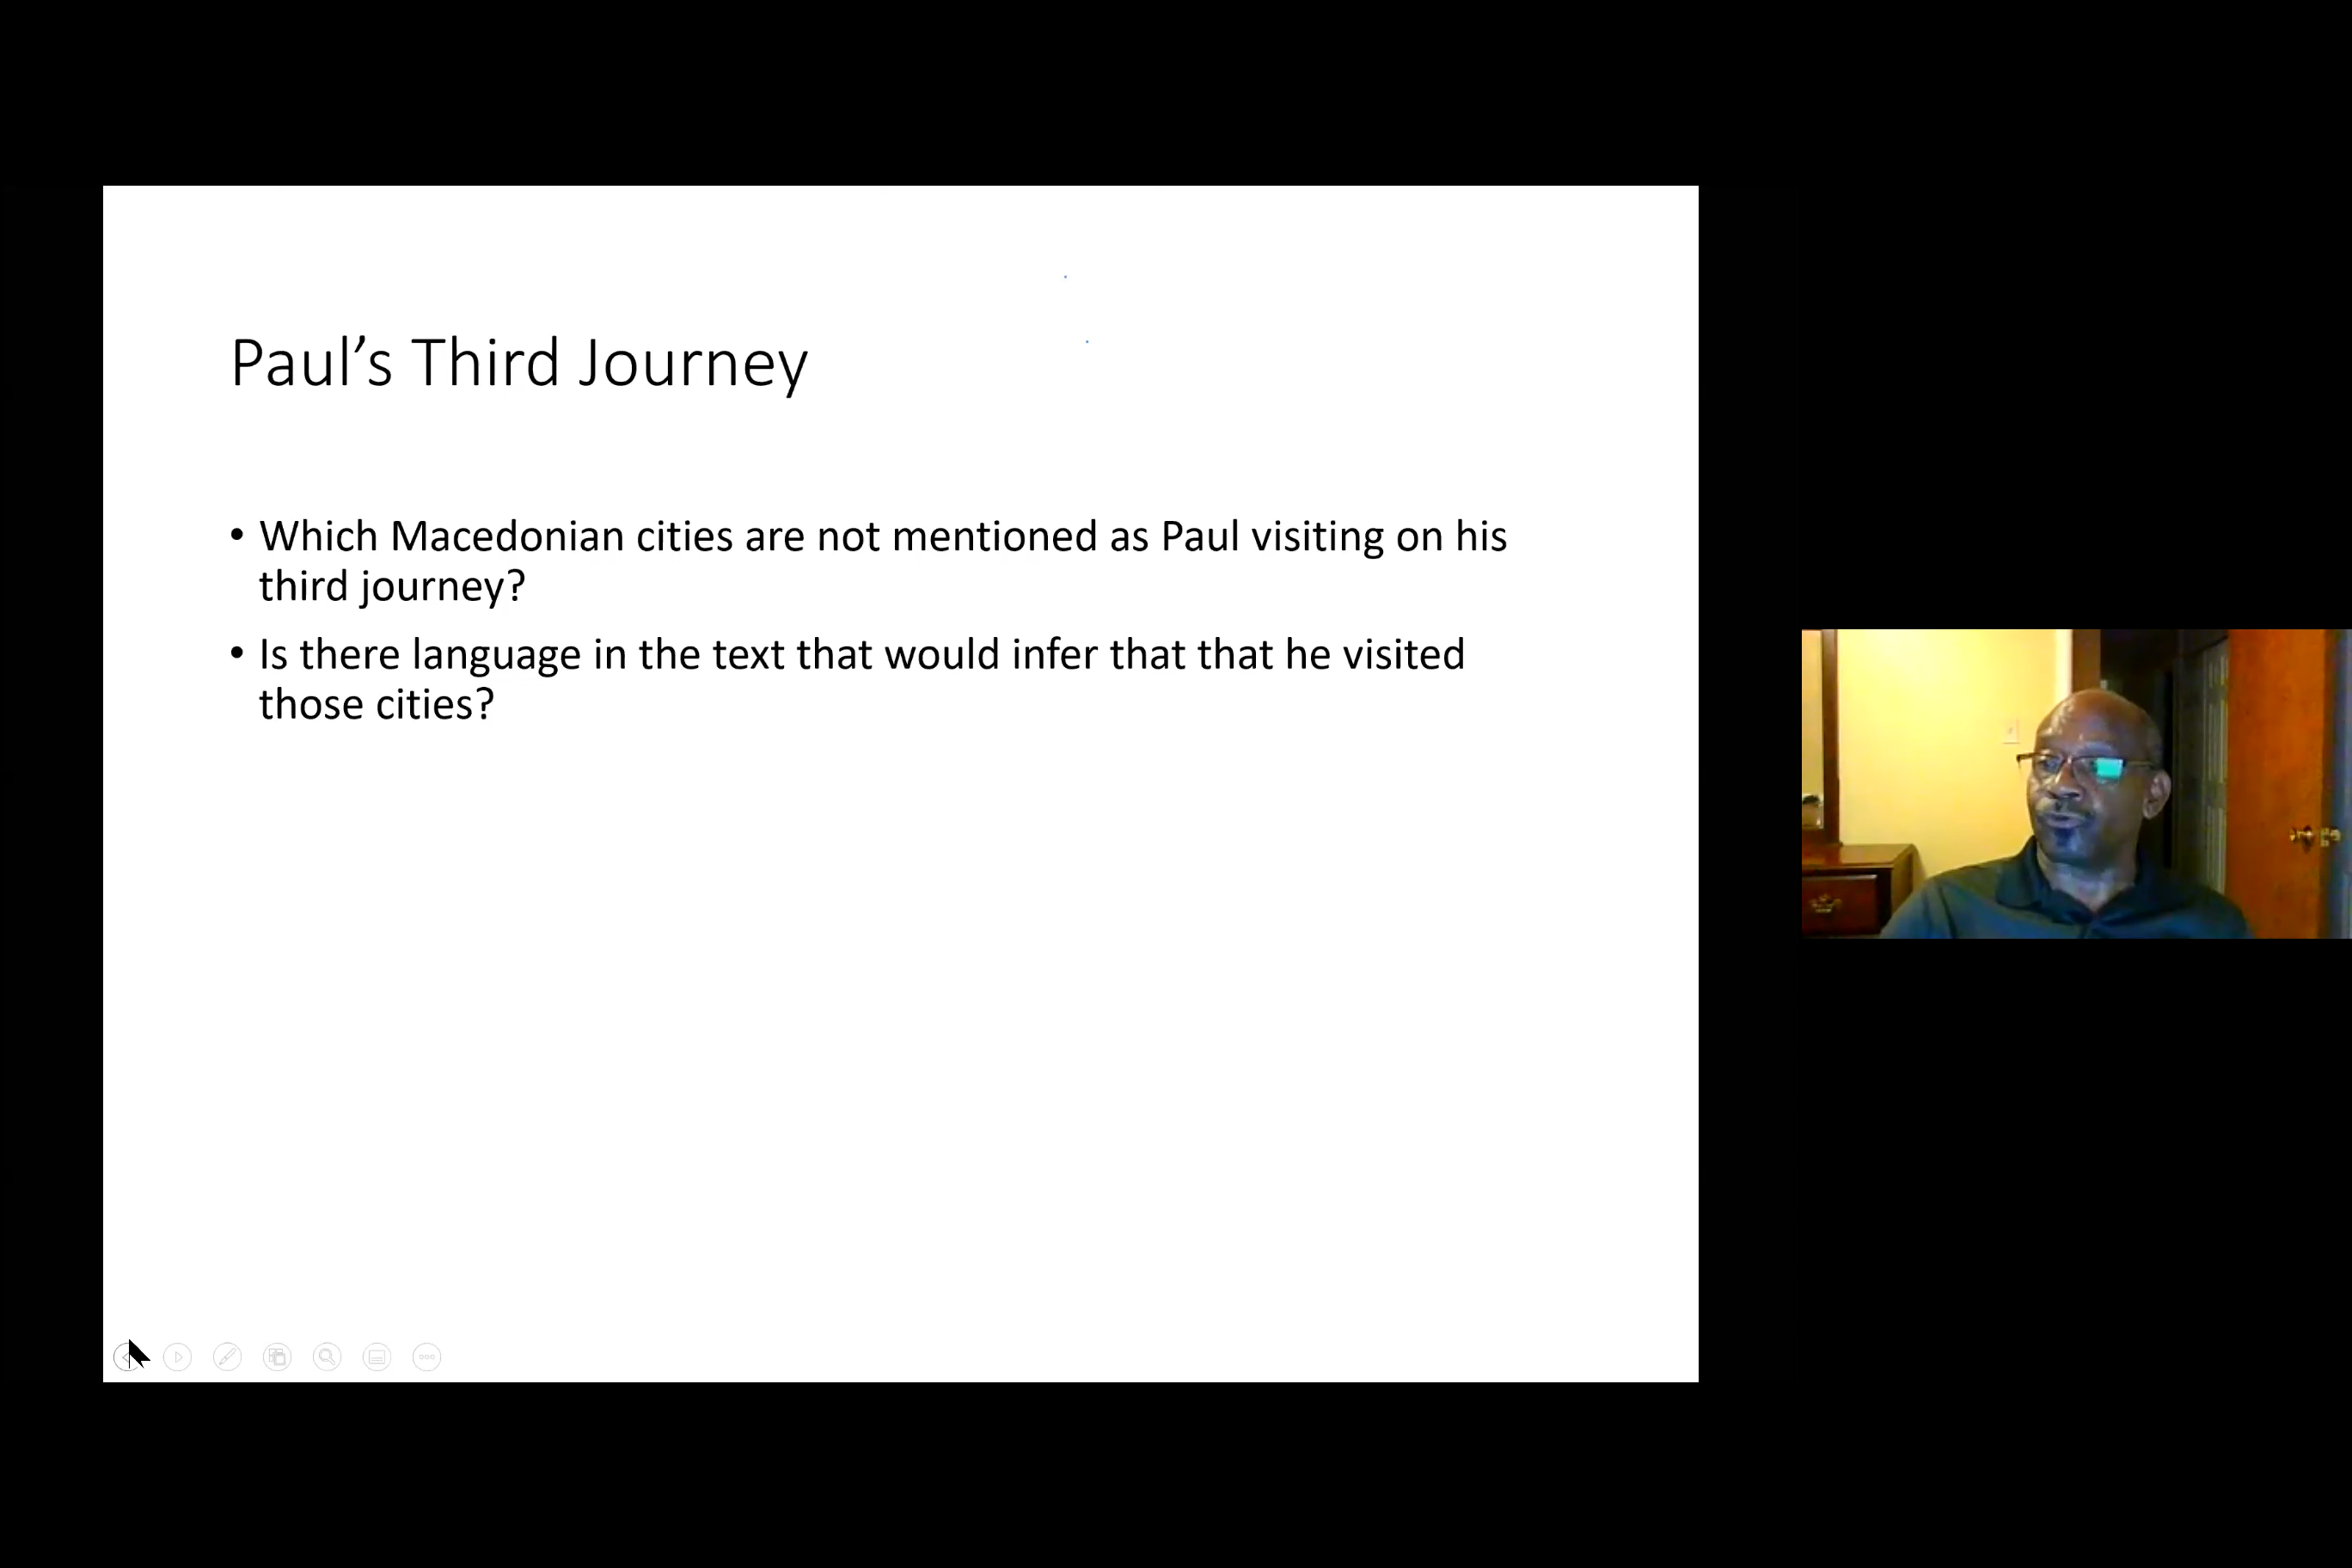 Paul’s Third Journey
• Which Macedonian cities are not mentioned as Paul visiting on his
third journey?
• Is there language in the text that would infer that that he visited
those cities?